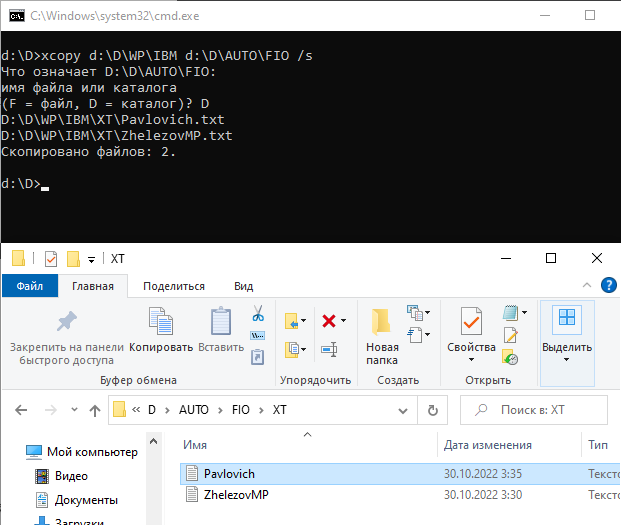 C:\Windows\system32\cmd.exe
d:\D>xcopy d:\D\WP\IBM d:\D\AUTO\FIO /s
Что означает D:\D\AUTO\FIO:
имя файла или каталога
(F = файл, D = каталог)? D
D:\D\WP\IBM\XT\Pavlovich.txt
D:\D\WP\IBM\XT\ZhelezovMP.txt
Скопировано файлов: 2.
d:\D>
XT
Файл Главная Поделиться Вид
Закрепить на панели быстрого доступа
Копировать
Вставить
Новая папка
Свойства
Выделить
Буфер обмена Упорядочить Создать Открыть
D > AUTO > FIO > XT
Поиск в: XT
Мой компьютер
Видео
Документы
Загрузки
Имя Дата изменения Тип
Pavlovich 30.10.2022 3:35 Тексто
ZhelezovMP 30.10.2022 3:30 Тексто